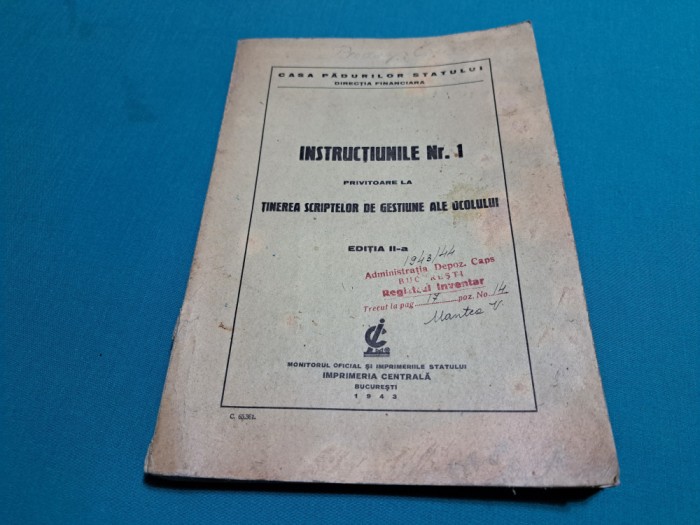 CASA PĂDURILOR STATULUI
DIRECȚIA FINANCIARA
INSTRUCȚIUNILE Nr. 1
PRIVITOARE LA
ȚINEREA SCRIPTELOR DE GESTIUNE ALE OCOLULUI
EDIȚIA II-a
1943/44
Administrația Depoz. Caps
BUCUREȘTI
Registrul Inventar
Trecut la pag. 17 poz. No 14
Mantea V.
MONITORUL OFICIAL ȘI IMPRIMERIILE STATULUI
IMPRIMERIA CENTRALĂ
BUCUREȘTI
1943